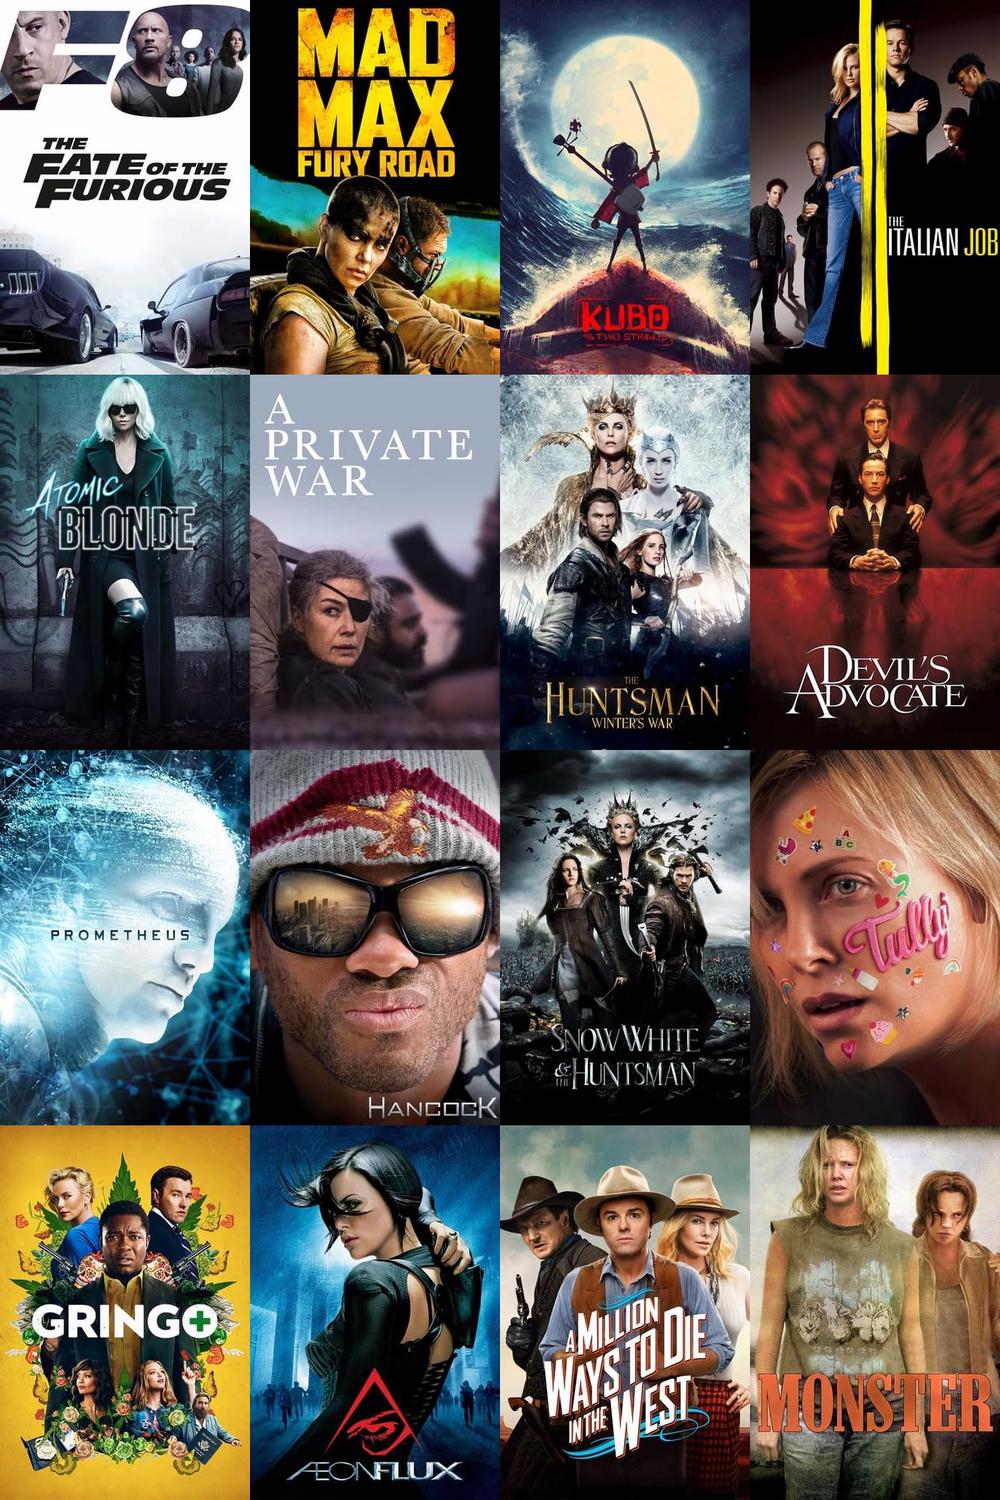 F8
THE
FATE OF THE
FURIOUS
MAD
MAX
FURY ROAD
KUBO
TWO STRINGS
THE
ITALIAN JOB
ATOMIC
BLONDE
A
PRIVATE
WAR
THE
HUNTSMAN
WINTER'S WAR
DEVIL'S
ADVOCATE
PROMETHEUS
HANCOCK
SNOW WHITE
& THE HUNTSMAN
A B C
Tully
GRINGO
ÆONFLUX
A MILLION
WAYS TO DIE
IN THE WEST
MONSTER